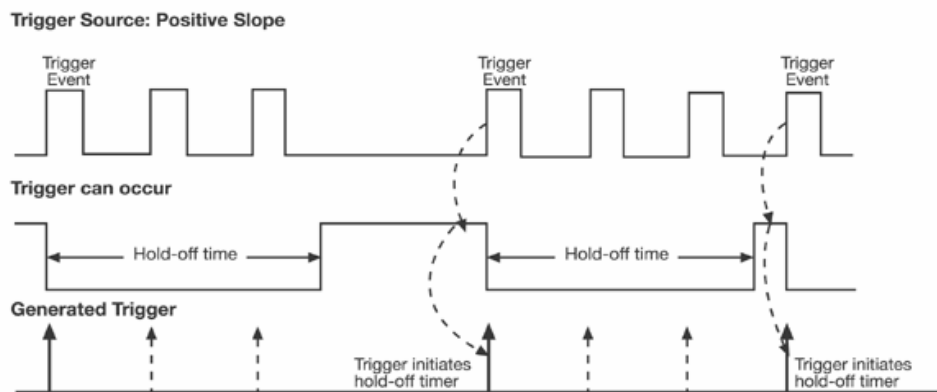 Trigger Source: Positive Slope
Trigger
Event
Trigger
Event
Trigger
Event
Trigger can occur
Hold-off time
Hold-off time
Generated Trigger
Trigger initiates
hold-off timer
Trigger initiates
hold-off timer